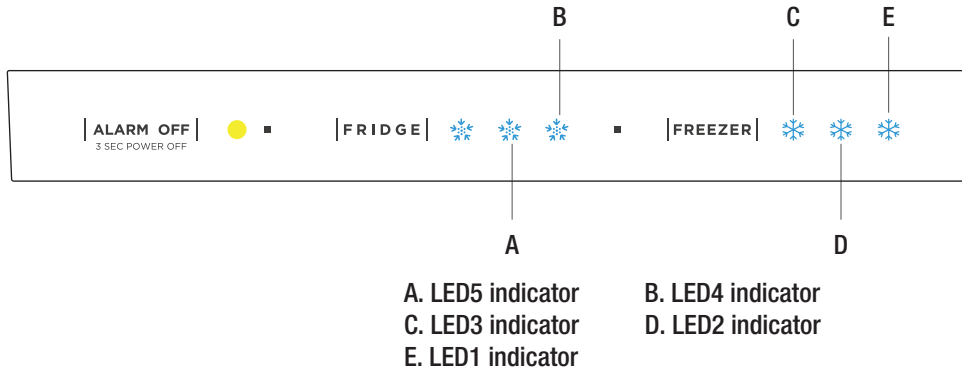 B C E
ALARM OFF FRIDGE FREEZER
3 SEC POWER OFF
A D
A. LED5 indicator B. LED4 indicator
C. LED3 indicator D. LED2 indicator
E. LED1 indicator